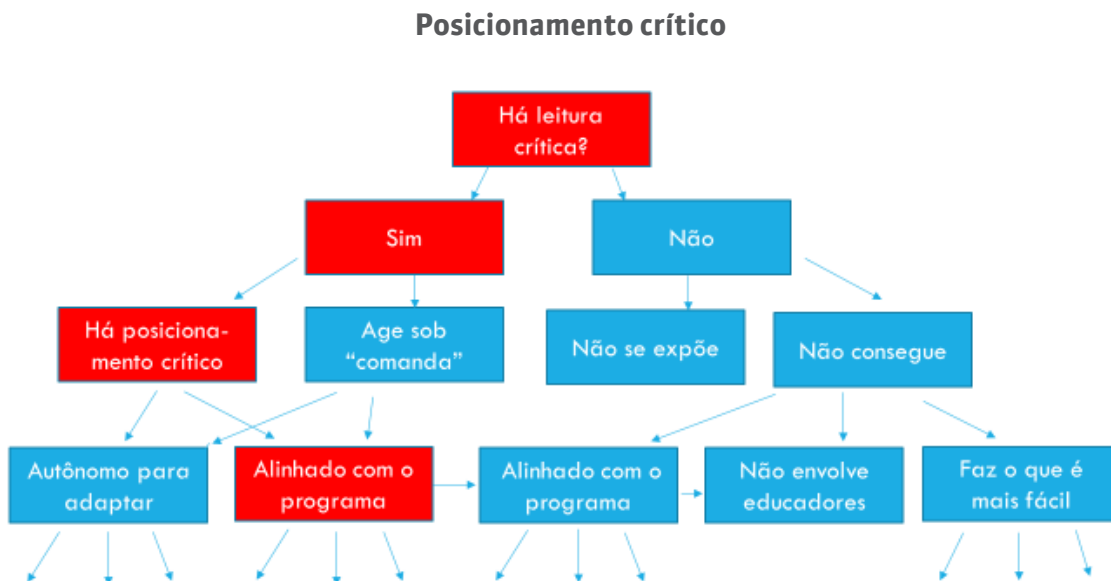 Posicionamento crítico
Há leitura
crítica?
Sim
Não
Há posiciona-
mento crítico
Age sob
“comanda”
Não se expõe
Não consegue
Autônomo para
adaptar
Alinhado com o
programa
Alinhado com o
programa
Não envolve
educadores
Faz o que é
mais fácil